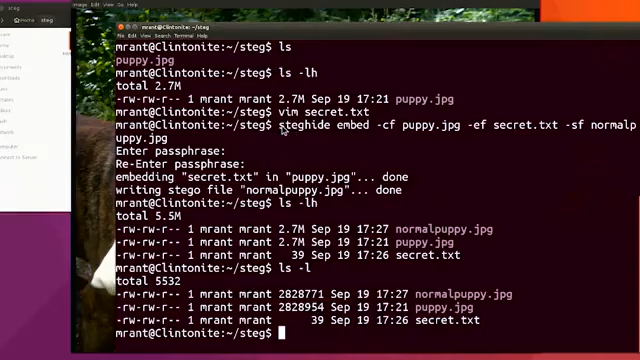 Image Edit View Go Help
Home steg
mrant@Clintonite: ~/steg
File Edit View Search Terminal Help
mrant@Clintonite:~/steg$ ls
puppy.jpg
mrant@Clintonite:~/steg$ ls -lh
total 2.7M
-rw-rw-r-- 1 mrant mrant 2.7M Sep 19 17:21 puppy.jpg
mrant@Clintonite:~/steg$ vim secret.txt
mrant@Clintonite:~/steg$ steghide embed -cf puppy.jpg -ef secret.txt -sf normalp
uppy.jpg
Enter passphrase:
Re-Enter passphrase:
embedding "secret.txt" in "puppy.jpg"... done
writing stego file "normalpuppy.jpg"... done
mrant@Clintonite:~/steg$ ls -lh
total 5.5M
-rw-rw-r-- 1 mrant mrant 2.7M Sep 19 17:27 normalpuppy.jpg
-rw-rw-r-- 1 mrant mrant 2.7M Sep 19 17:21 puppy.jpg
-rw-rw-r-- 1 mrant mrant 39 Sep 19 17:26 secret.txt
mrant@Clintonite:~/steg$ ls -l
total 5532
-rw-rw-r-- 1 mrant mrant 2828771 Sep 19 17:27 normalpuppy.jpg
-rw-rw-r-- 1 mrant mrant 2828954 Sep 19 17:21 puppy.jpg
-rw-rw-r-- 1 mrant mrant 39 Sep 19 17:26 secret.txt
mrant@Clintonite:~/steg$